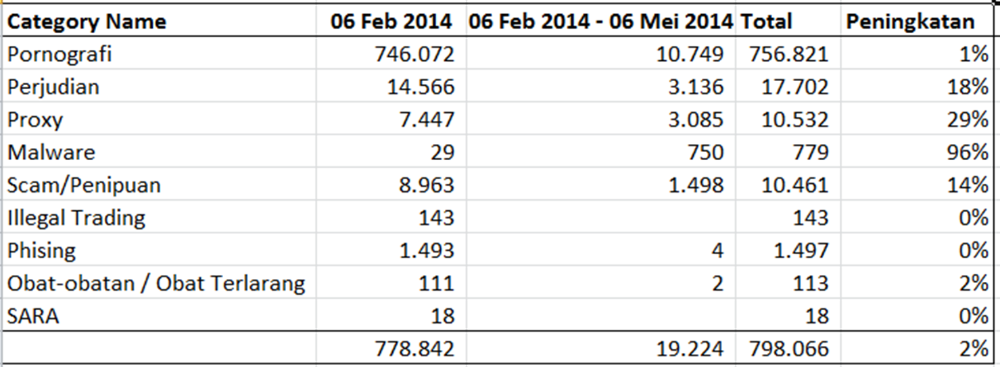 Category Name 06 Feb 2014 06 Feb 2014 - 06 Mei 2014 Total Peningkatan
Pornografi 746.072 10.749 756.821 1%
Perjudian 14.566 3.136 17.702 18%
Proxy 7.447 3.085 10.532 29%
Malware 29 750 779 96%
Scam/Penipuan 8.963 1.498 10.461 14%
Illegal Trading 143 143 0%
Phising 1.493 4 1.497 0%
Obat-obatan / Obat Terlarang 111 2 113 2%
SARA 18 18 0%
778.842 19.224 798.066 2%